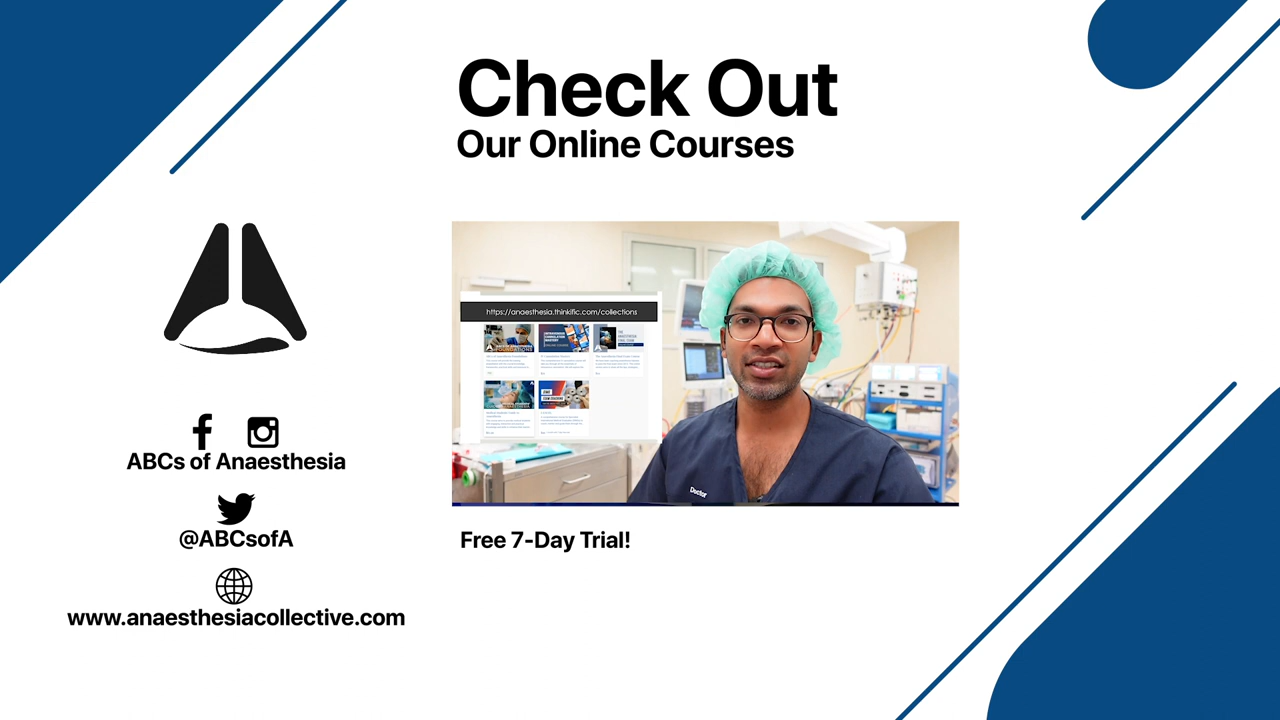 Check Out
Our Online Courses
https://anaesthesia.thinkific.com/collections
Doctor
Free 7-Day Trial!
ABCs of Anaesthesia
@ABCsofA
www.anaesthesiacollective.com